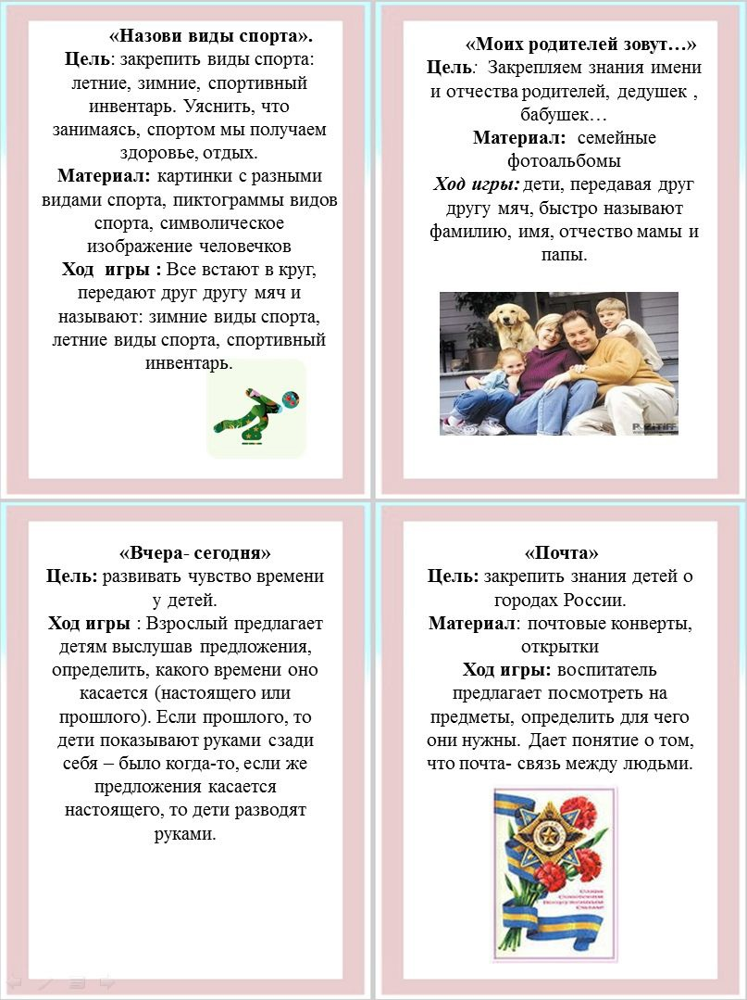 «Назови виды спорта».
Цель: закрепить виды спорта:
летние, зимние, спортивный
инвентарь. Уяснить, что
занимаясь, спортом мы получаем
здоровье, отдых.
Материал: картинки с разными
видами спорта, пиктограммы видов
спорта, символическое
изображение человечков
Ход игры : Все встают в круг,
передают друг другу мяч и
называют: зимние виды спорта,
летние виды спорта, спортивный
инвентарь.
«Моих родителей зовут…»
Цель: Закрепляем знания имени
и отчества родителей, дедушек ,
бабушек…
Материал: семейные
фотоальбомы
Ход игры: дети, передавая друг
другу мяч, быстро называют
фамилию, имя, отчество мамы и
папы.
«Вчера- сегодня»
Цель: развивать чувство времени
у детей.
Ход игры : Взрослый предлагает
детям выслушав предложения,
определить, какого времени оно
касается (настоящего или
прошлого). Если прошлого, то
дети показывают руками сзади
себя – было когда-то, если же
предложения касается
настоящего, то дети разводят
руками.
«Почта»
Цель: закрепить знания детей о
городах России.
Материал: почтовые конверты,
открытки
Ход игры: воспитатель
предлагает посмотреть на
предметы, определить для чего
они нужны. Дает понятие о том,
что почта- связь между людьми.